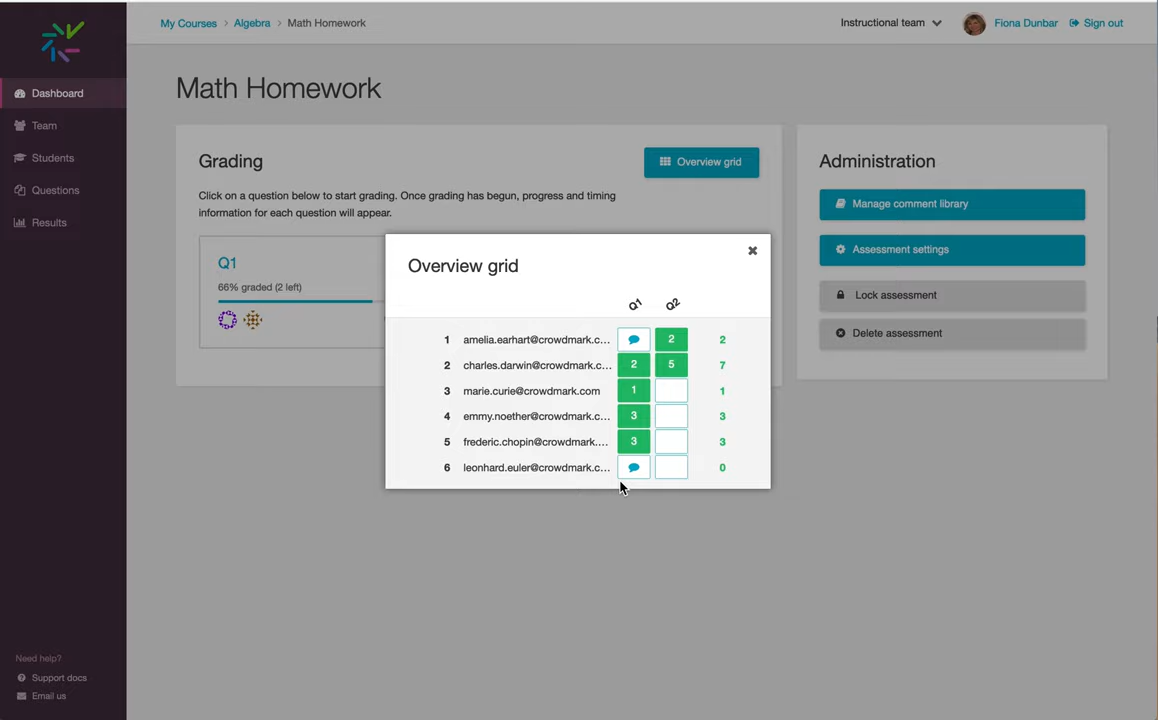 My Courses > Algebra > Math Homework
Instructional team
Fiona Dunbar
Sign out
Dashboard
Team
Students
Questions
Results
Need help?
Support docs
Email us
Math Homework
Grading
Overview grid
Click on a question below to start grading. Once grading has begun, progress and timing
information for each question will appear.
Q1
66% graded (2 left)
Administration
Manage comment library
Assessment settings
Lock assessment
Delete assessment
Overview grid
Q1 Q2
1 amelia.earhart@crowdmark.c... 2 2
2 charles.darwin@crowdmark.c... 2 5 7
3 marie.curie@crowdmark.com 1 1
4 emmy.noether@crowdmark.c... 3 3
5 frederic.chopin@crowdmark.... 3 3
6 leonhard.euler@crowdmark.c... 0